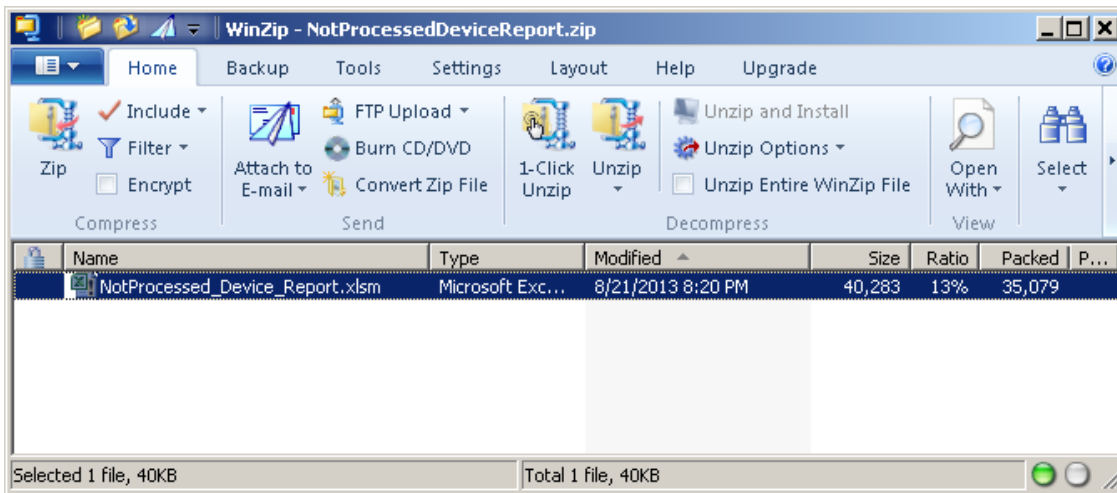 WinZip - NotProcessedDeviceReport.zip
Home Backup Tools Settings Layout Help Upgrade
Include FTP Upload Unzip and Install
Filter Burn CD/DVD Unzip Options
Zip Attach to E-mail 1-Click Unzip Unzip Open With Select
Encrypt Convert Zip File Unzip Entire WinZip File
Compress Send Decompress View
Name Type Modified Size Ratio Packed P...
NotProcessed_Device_Report.xlsm Microsoft Exc... 8/21/2013 8:20 PM 40,283 13% 35,079
Selected 1 file, 40KB Total 1 file, 40KB